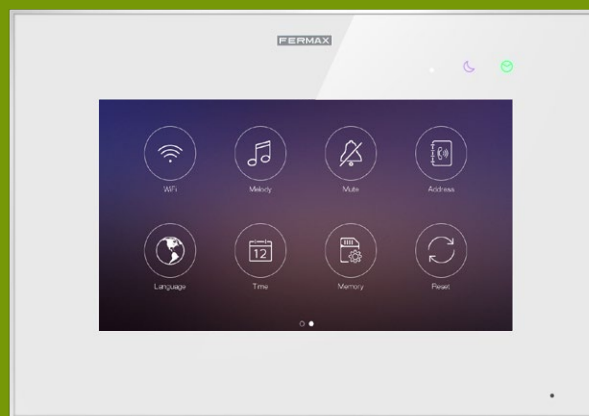 FERMAX
WiFi
Melody
Mute
Address
Language
12
Time
Memory
Reset